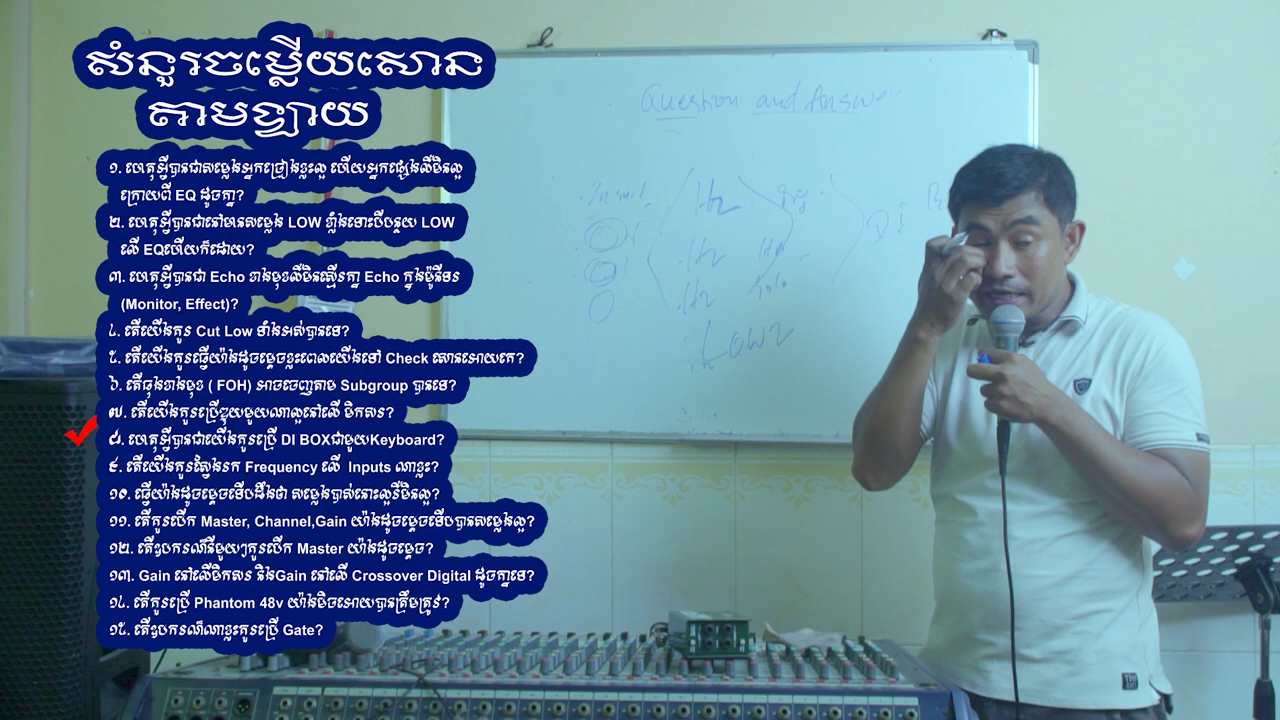 សំនួរចម្លើយសោន
តាមឡាយ
១. ហេតុអ្វីបានជាសម្លេងអ្នកច្រៀងខ្លះល្អ ហើយអ្នកផ្សេងលឺមិនល្អ
ក្រោយពី EQ ដូចគ្នា?
២. ហេតុអ្វីបានជានៅមានសម្លេង LOW ខ្លាំងទោះបីបន្ថយ LOW
លើ EQហើយក៏ដោយ?
៣. ហេតុអ្វីបានជា Echo ខាងមុខលឺមិនស្មើរគ្នា Echo ក្នុងម៉ូនីទ័រ
(Monitor, Effect)?
៤. តើយើងគួរ Cut Low ទាំងអស់បានទេ?
៥. តើយើងគួរធ្វើយ៉ាងដូចម្តេចខ្លះពេលយើងទៅ Check សោនអោយគេ?
៦. តើធុងខាងមុខ ( FOH) អាចចេញតាម Subgroup បានទេ?
៧. តើយើងគួរប្រើឌុយមួយណាល្អនៅលើ មិកសរ?
៨. ហេតុអ្វីបានជាយើងគួរប្រើ DI BOXជាមួយKeyboard?
៩. តើយើងគួរស្វែងរក Frequency លើ Inputs ណាខ្លះ?
១០. ធ្វើយ៉ាងដូចម្តេចទើបដឹងថា សម្លេងបាស់នោះល្អរឺមិនល្អ?
១១. តើគួរបើក Master, Channel,Gain យ៉ាងដូចម្តេចទើបបានសម្លេងល្អ?
១២. តើឧបករណ៍នីមួយៗគួរបើក Master យ៉ាងដូចម្តេច?
១៣. Gain នៅលើមិកសរ និងGain នៅលើ Crossover Digital ដូចគ្នាទេ?
១៤. តើគួរប្រើ Phantom 48v យ៉ាងមិចអោយបានត្រឹមត្រូវ?
១៥. តើឧបករណ៏ណាខ្លះគួរប្រើ Gate?
Question and Answer
Hz
Hz
Hz
Low